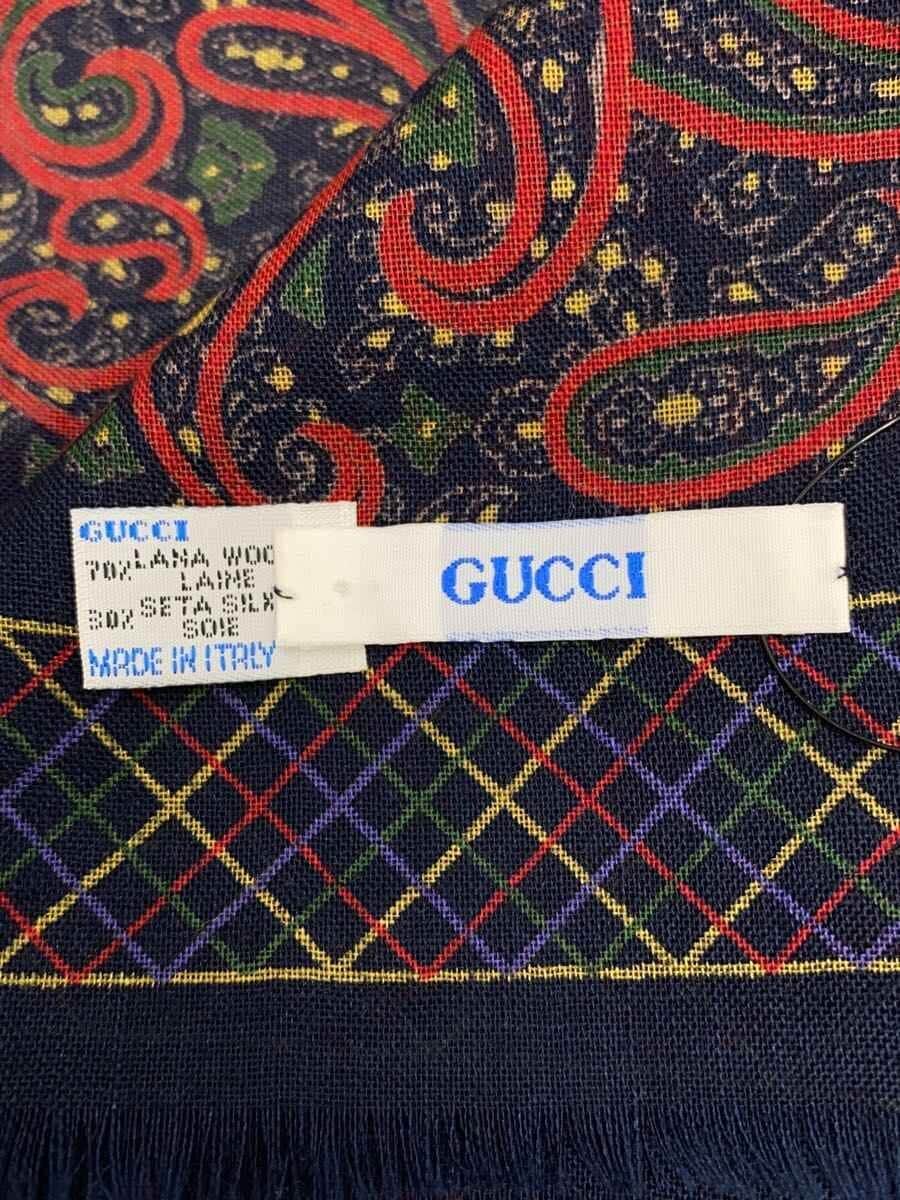 GUCCI
70% LANA WOO
LAINE
30% SETA SILK
SOIE
MADE IN ITALY
GUCCI